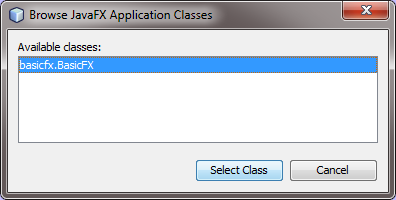 Browse JavaFX Application Classes
Available classes:
basicfx.BasicFX
Select Class
Cancel